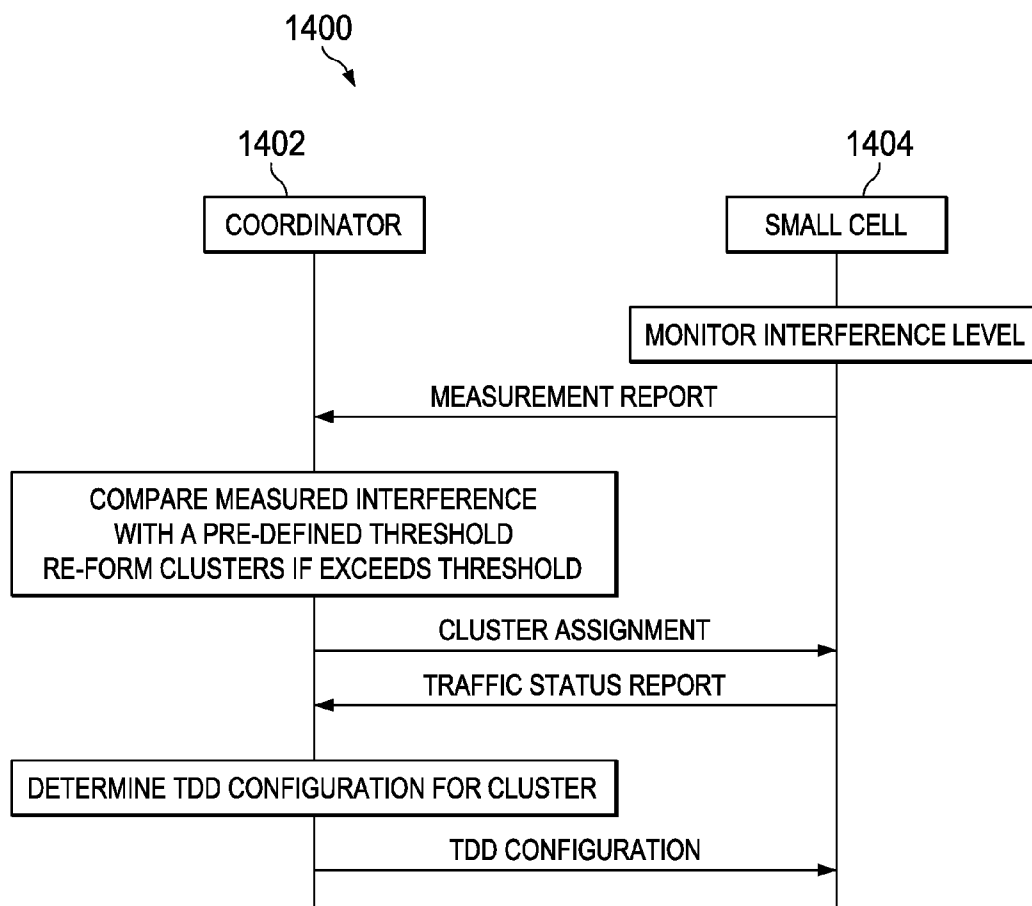 1400
1402
1404
COORDINATOR
SMALL CELL
MONITOR INTERFERENCE LEVEL
MEASUREMENT REPORT
COMPARE MEASURED INTERFERENCE
WITH A PRE-DEFINED THRESHOLD
RE-FORM CLUSTERS IF EXCEEDS THRESHOLD
CLUSTER ASSIGNMENT
TRAFFIC STATUS REPORT
DETERMINE TDD CONFIGURATION FOR CLUSTER
TDD CONFIGURATION